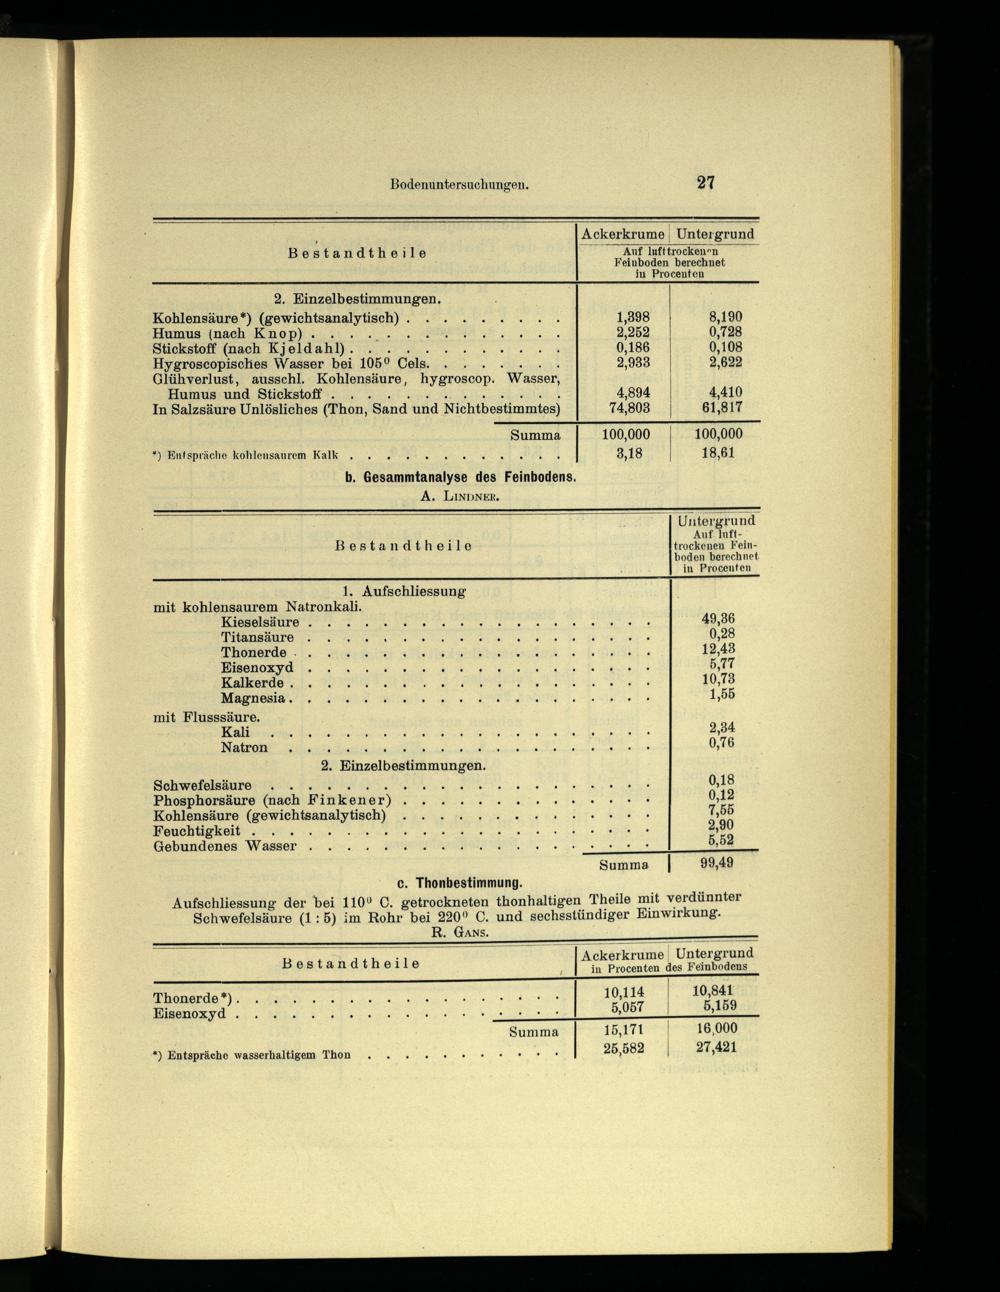 Bodenuntersuchungen. 27
Bestandtheile
Ackerkrume Untergrund
Auf lufttrockenen
Feinboden berechnet
in Procenten
2. Einzelbestimmungen.
Kohlensäure*) (gewichtsanalytisch) . . . . . . . . . 1,398 8,190
Humus (nach Knop) . . . . . . . . . . . . . . 2,252 0,728
Stickstoff (nach Kjeldahl) . . . . . . . . . . . . 0,186 0,108
Hygroscopisches Wasser bei 105⁰ Cels. . . . . . . . 2,933 2,622
Glühverlust, ausschl. Kohlensäure, hygroscop. Wasser,
Humus und Stickstoff . . . . . . . . . . . . . 4,894 4,410
In Salzsäure Unlösliches (Thon, Sand und Nichtbestimmtes) 74,803 61,817
Summa 100,000 100,000
*) Entspräche kohlensaurem Kalk . . . . . . . . . . . . 3,18 18,61
b. Gesammtanalyse des Feinbodens.
A. LINDNER.
Bestandtheile
Untergrund
Auf luft-
trockenen Fein-
boden berechnet
in Procenten
1. Aufschliessung
mit kohlensaurem Natronkali.
Kieselsäure . . . . . . . . . . . . . . . . . . . 49,36
Titansäure . . . . . . . . . . . . . . . . . . . 0,28
Thonerde . . . . . . . . . . . . . . . . . . . . 12,43
Eisenoxyd . . . . . . . . . . . . . . . . . . . 5,77
Kalkerde . . . . . . . . . . . . . . . . . . . . 10,73
Magnesia . . . . . . . . . . . . . . . . . . . . 1,55
mit Flusssäure.
Kali . . . . . . . . . . . . . . . . . . . . . 2,34
Natron . . . . . . . . . . . . . . . . . . . . 0,76
2. Einzelbestimmungen.
Schwefelsäure . . . . . . . . . . . . . . . . . . . . . 0,18
Phosphorsäure (nach Finkener) . . . . . . . . . . . . . . 0,12
Kohlensäure (gewichtsanalytisch) . . . . . . . . . . . . . . 7,55
Feuchtigkeit . . . . . . . . . . . . . . . . . . . . . . 2,90
Gebundenes Wasser . . . . . . . . . . . . . . . . . . . 5,52
Summa 99,49
c. Thonbestimmung.
Aufschliessung der bei 110⁰ C. getrockneten thonhaltigen Theile mit verdünnter
Schwefelsäure (1 : 5) im Rohr bei 220⁰ C. und sechsstündiger Einwirkung.
R. GANS.
Bestandtheile
Ackerkrume Untergrund
in Procenten des Feinbodens
Thonerde*) . . . . . . . . . . . . . . . . . . 10,114 10,841
Eisenoxyd . . . . . . . . . . . . . . . . . . 5,057 5,159
Summa 15,171 16,000
*) Entspräche wasserhaltigem Thon . . . . . . . . . . . 25,582 27,421